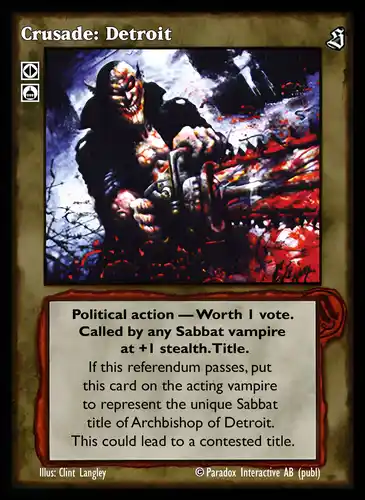 Crusade: Detroit
Political action — Worth 1 vote.
Called by any Sabbat vampire
at +1 stealth. Title.
If this referendum passes, put
this card on the acting vampire
to represent the unique Sabbat
title of Archbishop of Detroit.
This could lead to a contested title.
Illus: Clint Langley
© Paradox Interactive AB (publ)